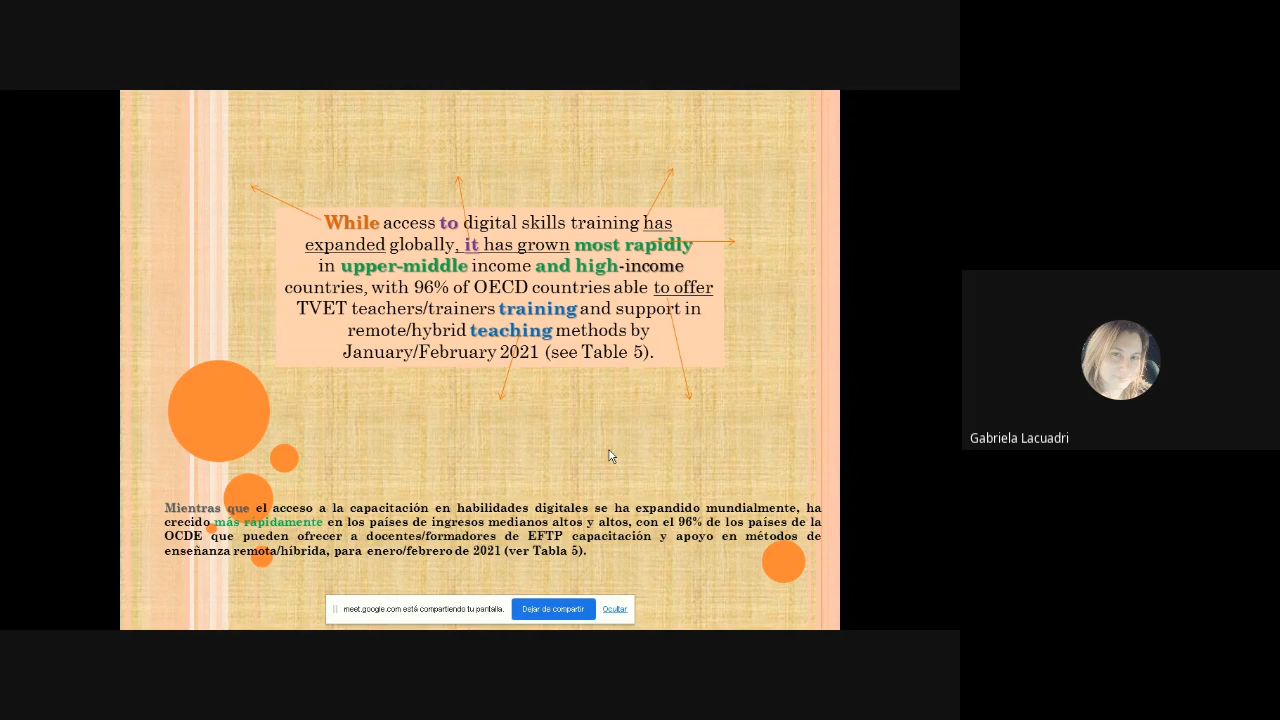 While access to digital skills training has
expanded globally, it has grown most rapidly
in upper-middle income and high-income
countries, with 96% of OECD countries able to offer
TVET teachers/trainers training and support in
remote/hybrid teaching methods by
January/February 2021 (see Table 5).
Gabriela Lacuadri
Mientras que el acceso a la capacitación en habilidades digitales se ha expandido mundialmente, ha
crecido más rápidamente en los países de ingresos medianos altos y altos, con el 96% de los países de la
OCDE que pueden ofrecer a docentes/formadores de EFTP capacitación y apoyo en métodos de
enseñanza remota/híbrida, para enero/febrero de 2021 (ver Tabla 5).
meet.google.com está compartiendo tu pantalla. Dejar de compartir Ocultar